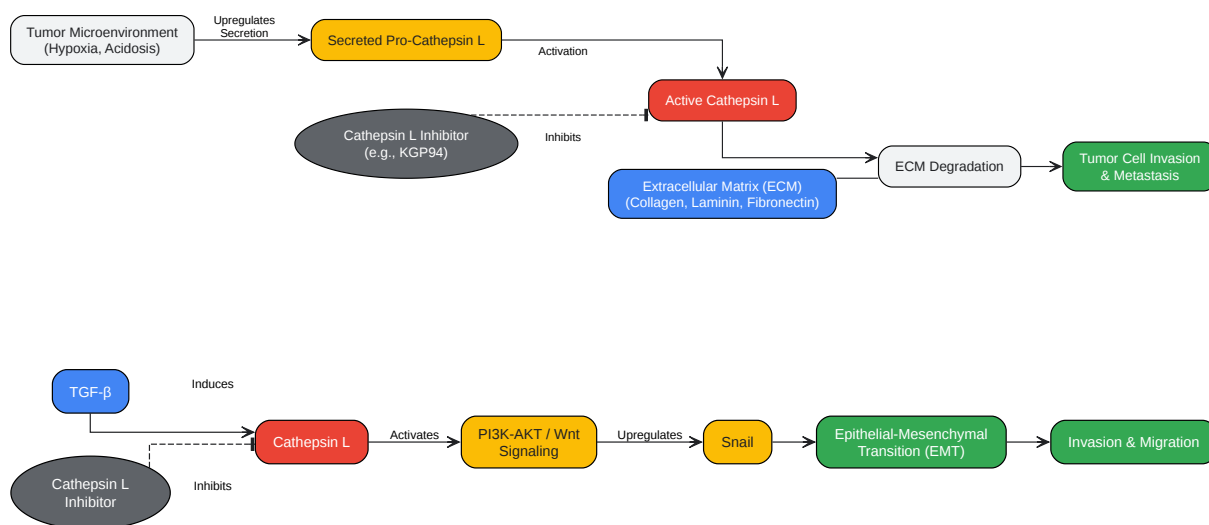 Tumor Microenvironment
(Hypoxia, Acidosis)
Upregulates
Secretion
Secreted Pro-Cathepsin L
Activation
Active Cathepsin L
Cathepsin L Inhibitor
(e.g., KGP94)
Inhibits
ECM Degradation
Tumor Cell Invasion
& Metastasis
Extracellular Matrix (ECM)
(Collagen, Laminin, Fibronectin)
TGF-β
Induces
Cathepsin L
Activates
PI3K-AKT / Wnt
Signaling
Upregulates
Snail
Epithelial-Mesenchymal
Transition (EMT)
Invasion & Migration
Cathepsin L
Inhibitor
Inhibits